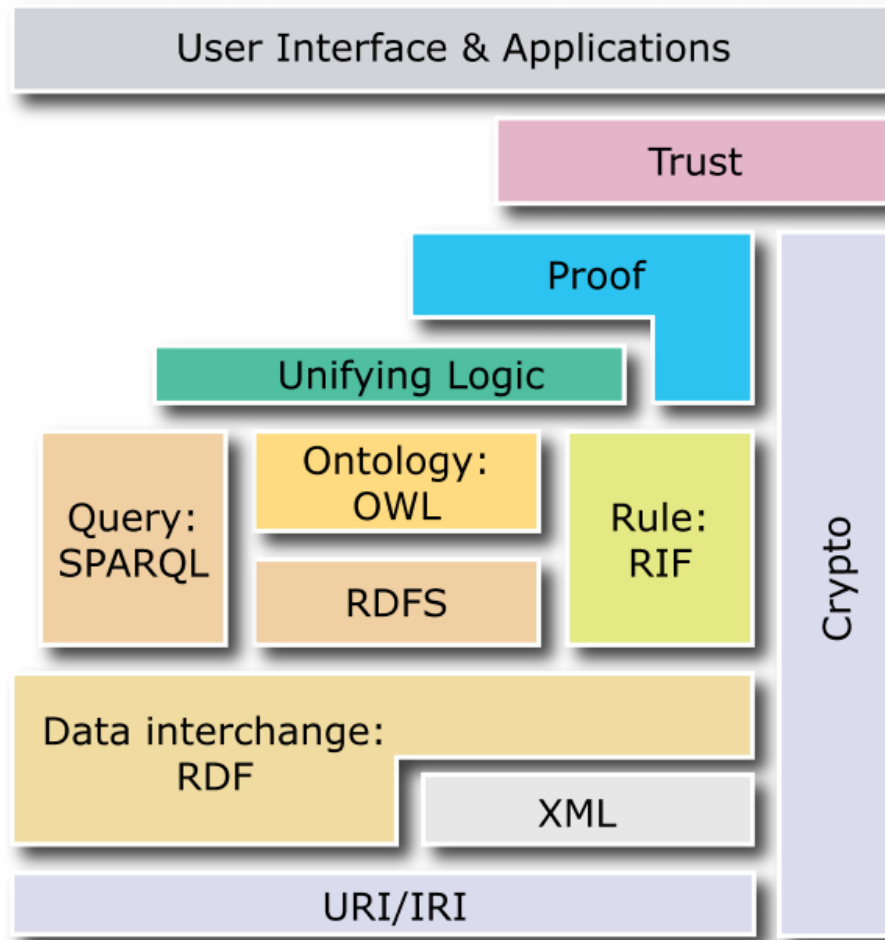 User Interface & Applications
Trust
Proof
Unifying Logic
Query:
SPARQL
Ontology:
OWL
RDFS
Rule:
RIF
Crypto
Data interchange:
RDF
XML
URI/IRI